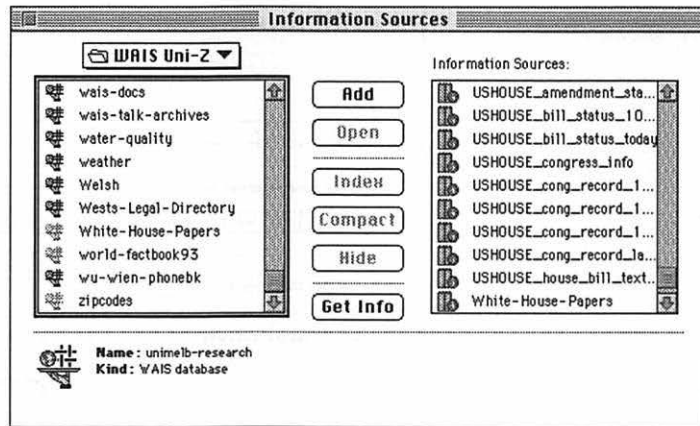 Information Sources
WAIS Uni-Z
Information Sources:
wais-docs
wais-talk-archives
water-quality
weather
Welsh
Wests-Legal-Directory
White-House-Papers
world-factbook93
wu-wien-phonebk
zipcodes
Add
Open
Index
Compact
Hide
Get Info
USHOUSE_amendment_sta...
USHOUSE_bill_status_10...
USHOUSE_bill_status_today
USHOUSE_congress_info
USHOUSE_cong_record_1...
USHOUSE_cong_record_1...
USHOUSE_cong_record_1...
USHOUSE_cong_record_la...
USHOUSE_house_bill_text...
White-House-Papers
Name: unimelb-research
Kind: WAIS database